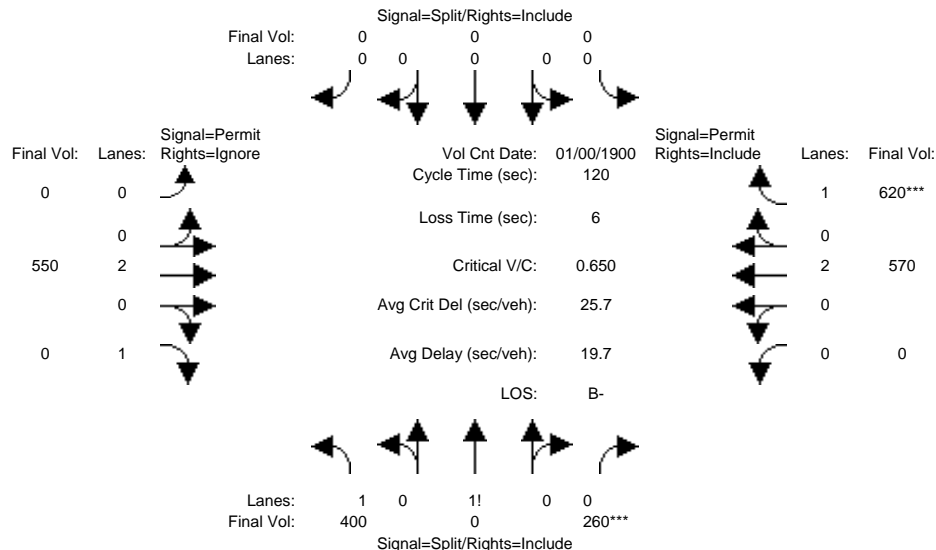 Signal=Split/Rights=Include
Final Vol: 0 0 0
Lanes: 0 0 0 0 0
Signal=Permit
Final Vol: Lanes: Rights=Ignore
Vol Cnt Date: 01/00/1900
Signal=Permit
Rights=Include Lanes: Final Vol:
Cycle Time (sec): 120
0 0
1 620***
Loss Time (sec): 6
0
0
550 2
Critical V/C: 0.650
2 570
0
Avg Crit Del (sec/veh): 25.7
0
0 1
Avg Delay (sec/veh): 19.7
0 0
LOS: B-
Lanes: 1 0 1! 0 0
Final Vol: 400 0 260***
Signal=Split/Rights=Include